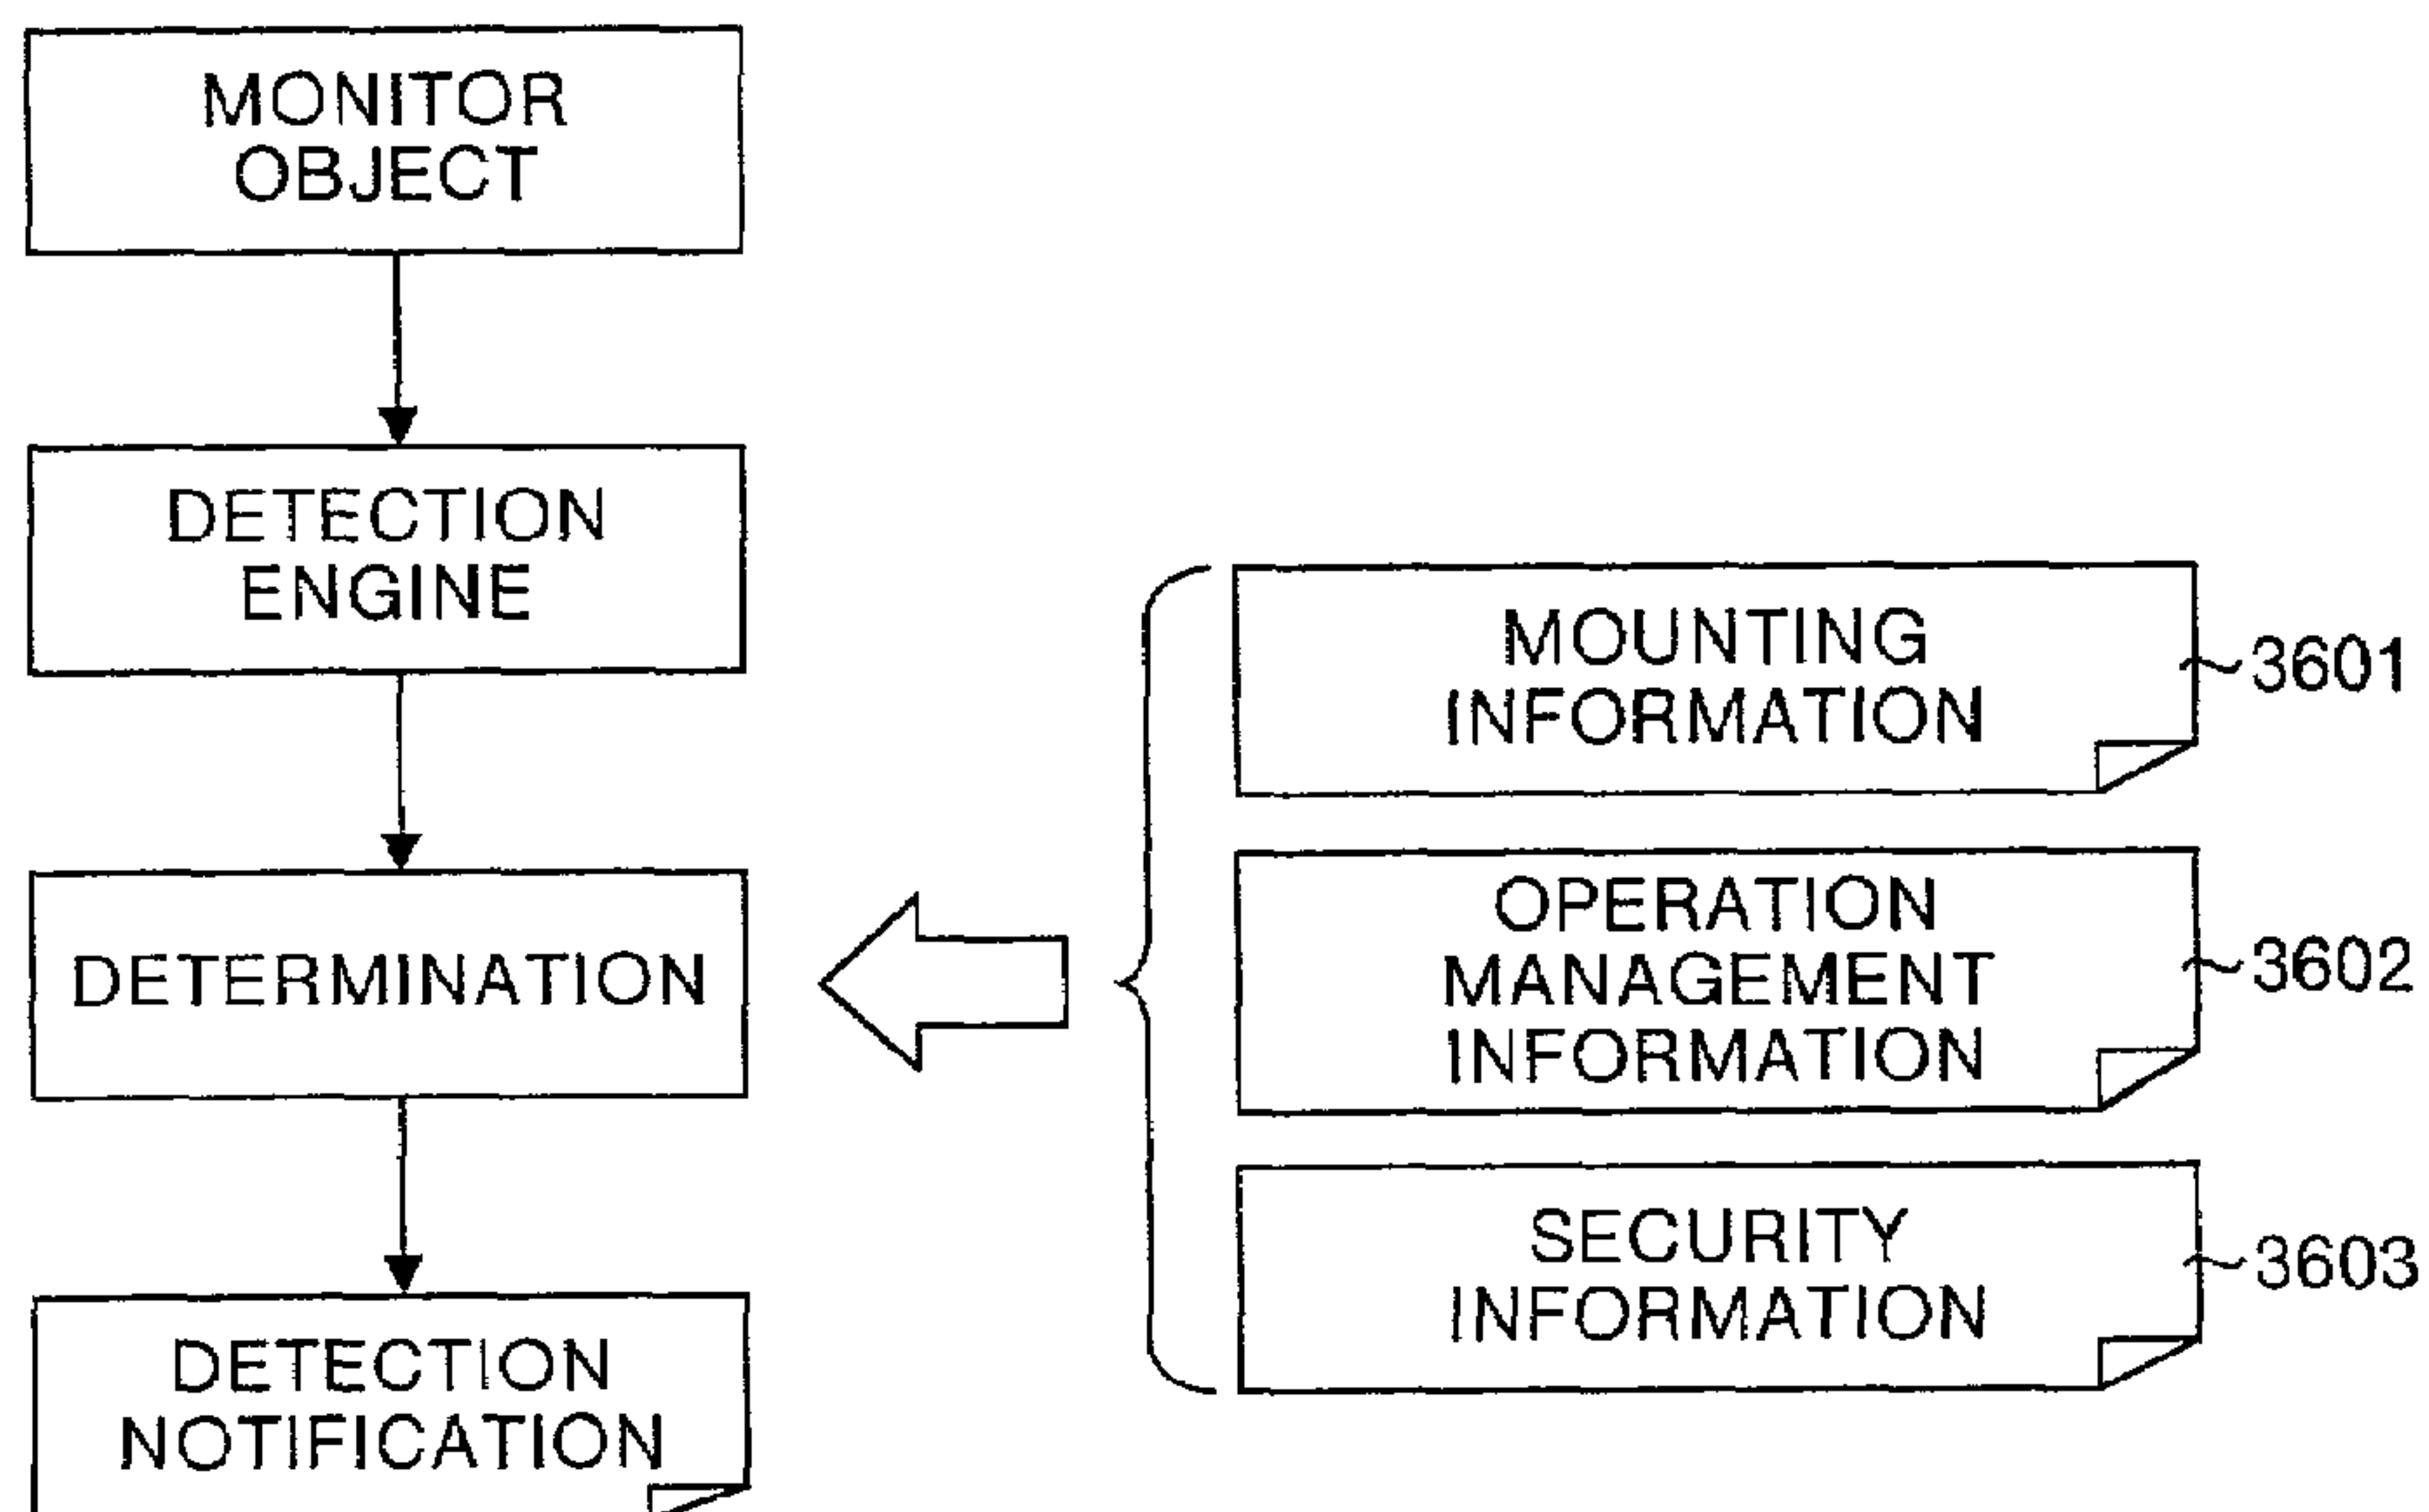 MONITOR
OBJECT
DETECTION
ENGINE
DETERMINATION
DETECTION
NOTIFICATION
MOUNTING
INFORMATION
3601
OPERATION
MANAGEMENT
INFORMATION
3602
SECURITY
INFORMATION
3603